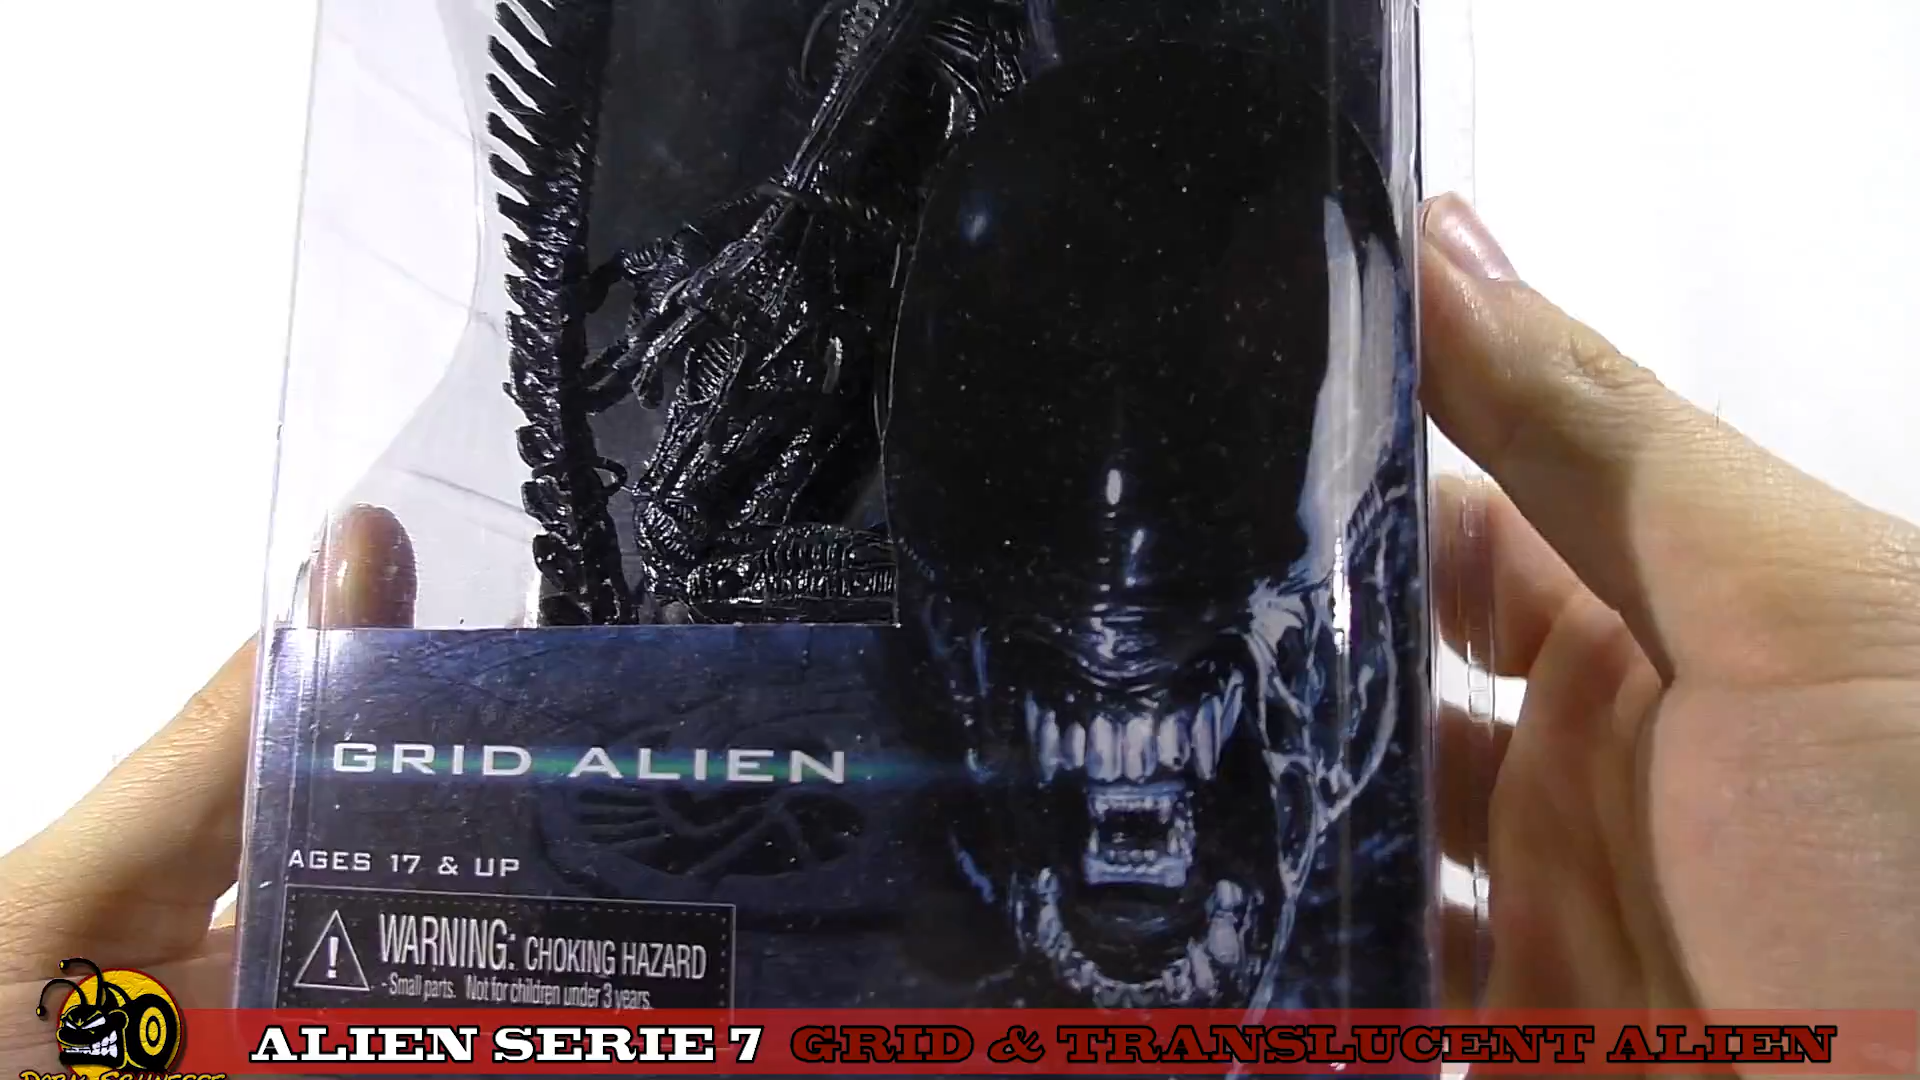 GRID ALIEN
AGES 17 & UP
WARNING: CHOKING HAZARD
- Small parts. Not for children under 3 years.
ALIEN SERIE 7 GRID & TRANSLUCENT ALIEN